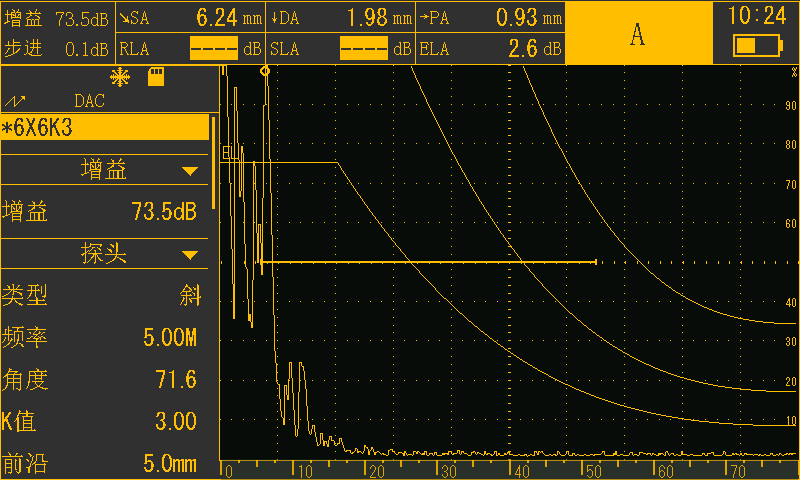 增益 73.5dB ↘SA 6.24 mm ↓DA 1.98 mm →PA 0.93 mm A 10:24
步进 0.1dB RLA ---- dB SLA ---- dB ELA 2.6 dB
DAC
*6X6K3
增益
增益 73.5dB
探头
类型 斜
频率 5.00M
角度 71.6
K值 3.00
前沿 5.0mm
%
90
80
70
60
50
40
30
20
10
0 10 20 30 40 50 60 70